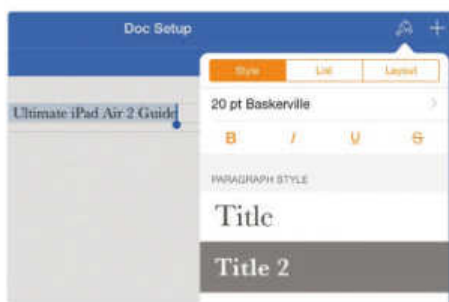 Doc Setup
Style List Layout
20 pt Baskerville
Ultimate iPad Air 2 Guide
B I U S
PARAGRAPH STYLE
Title
Title 2